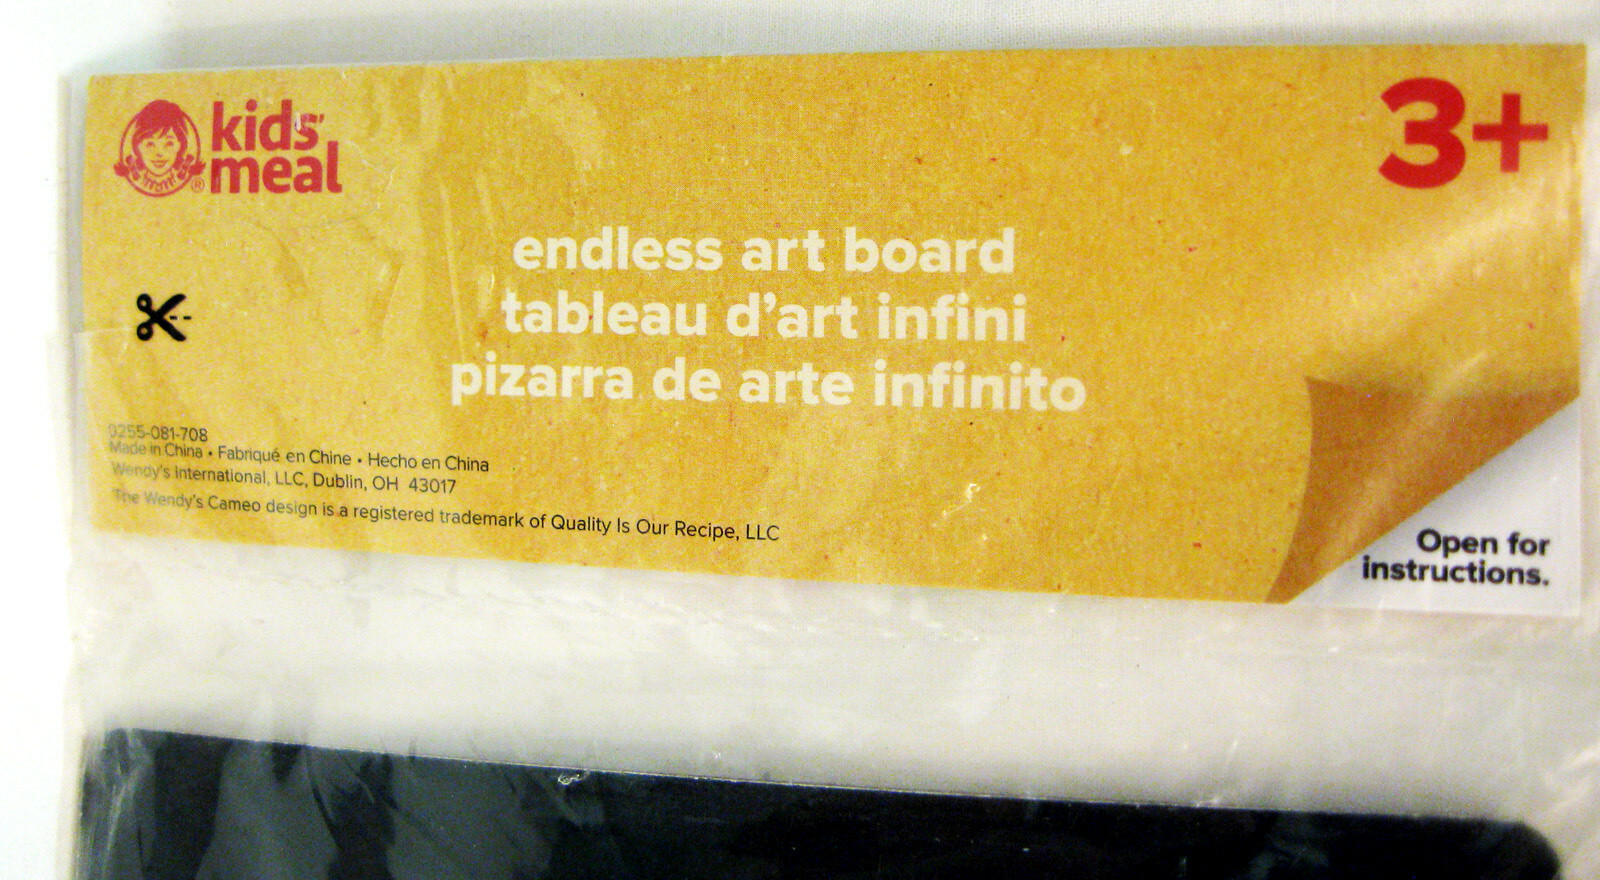 kids'
meal
®
3+
endless art board
tableau d'art infini
pizarra de arte infinito
0255-081-708
Made in China • Fabriqué en Chine • Hecho en China
Wendy's International, LLC, Dublin, OH 43017
The Wendy's Cameo design is a registered trademark of Quality Is Our Recipe, LLC
Open for
instructions.